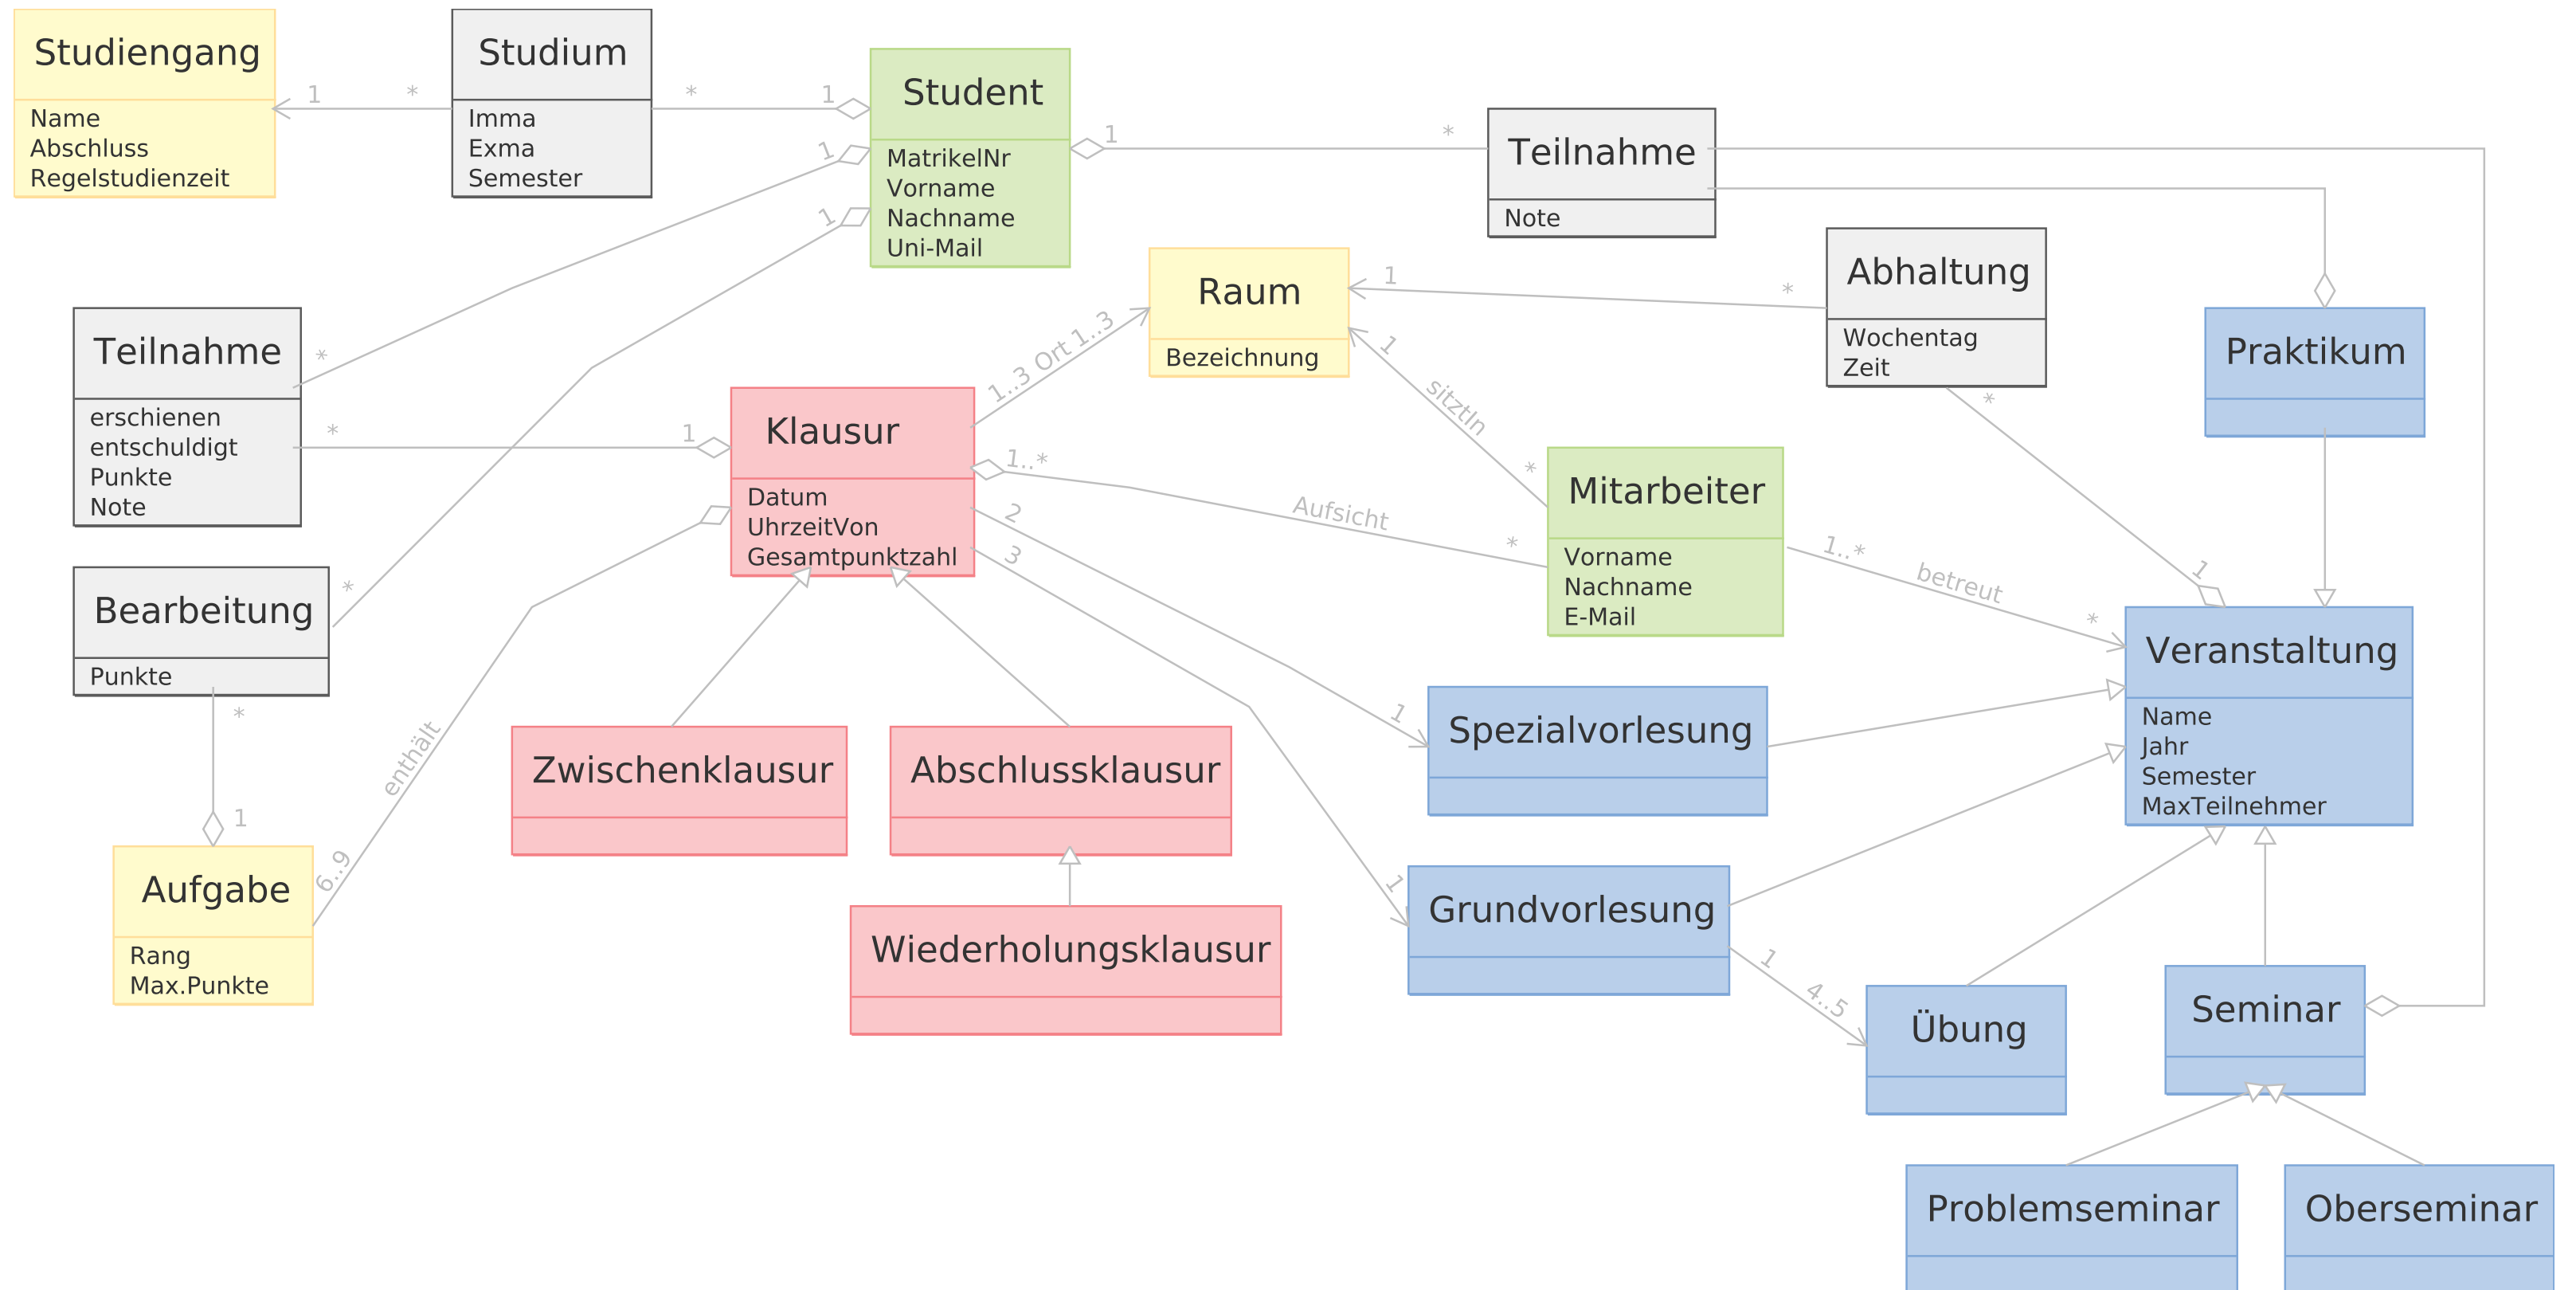 Studiengang
Name
Abschluss
Regelstudienzeit
1
*
Studium
Imma
Exma
Semester
*
1
Student
MatrikelNr
Vorname
Nachname
Uni-Mail
1
*
Teilnahme
Note
1
1
Raum
Bezeichnung
1
*
Abhaltung
Wochentag
Zeit
*
Praktikum
Teilnahme
erschienen
entschuldigt
Punkte
Note
*
*
1
Klausur
Datum
UhrzeitVon
Gesamtpunktzahl
1..3 Ort 1..3
1..*
Aufsicht
*
2
3
1
sitztIn
*
Mitarbeiter
Vorname
Nachname
E-Mail
1..*
betreut
*
1
Veranstaltung
Name
Jahr
Semester
MaxTeilnehmer
Bearbeitung
Punkte
*
*
1
enthält
6..9
Aufgabe
Rang
Max.Punkte
Zwischenklausur
Abschlussklausur
Wiederholungsklausur
1
Spezialvorlesung
1
Grundvorlesung
1
4..5
Übung
Seminar
Problemseminar
Oberseminar